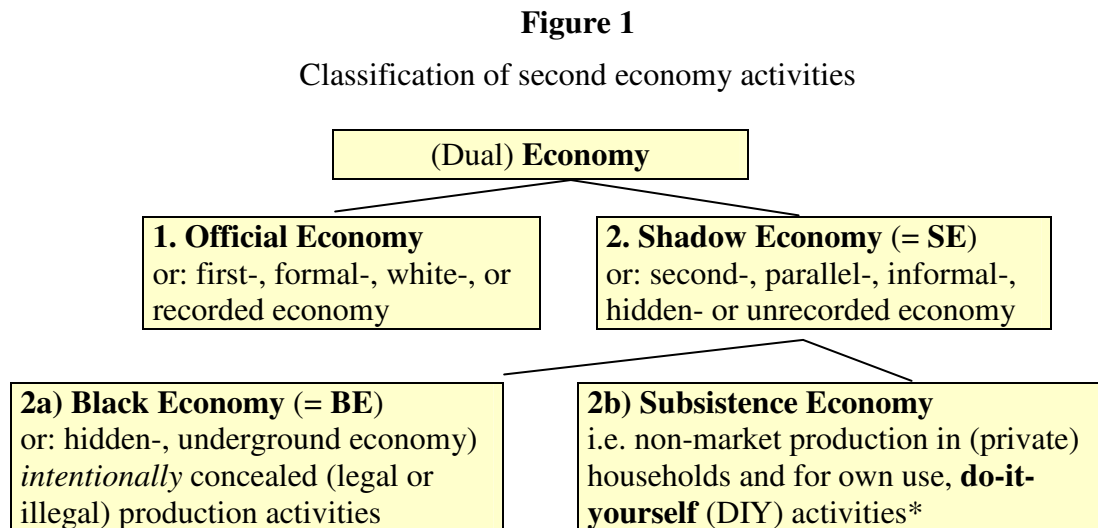 Figure 1
Classification of second economy activities
(Dual) Economy
1. Official Economy
or: first-, formal-, white-, or
recorded economy
2. Shadow Economy (= SE)
or: second-, parallel-, informal-,
hidden- or unrecorded economy
2a) Black Economy (= BE)
or: hidden-, underground economy)
intentionally concealed (legal or
illegal) production activities
2b) Subsistence Economy
i.e. non-market production in (private)
households and for own use, do-it-
yourself (DIY) activities*